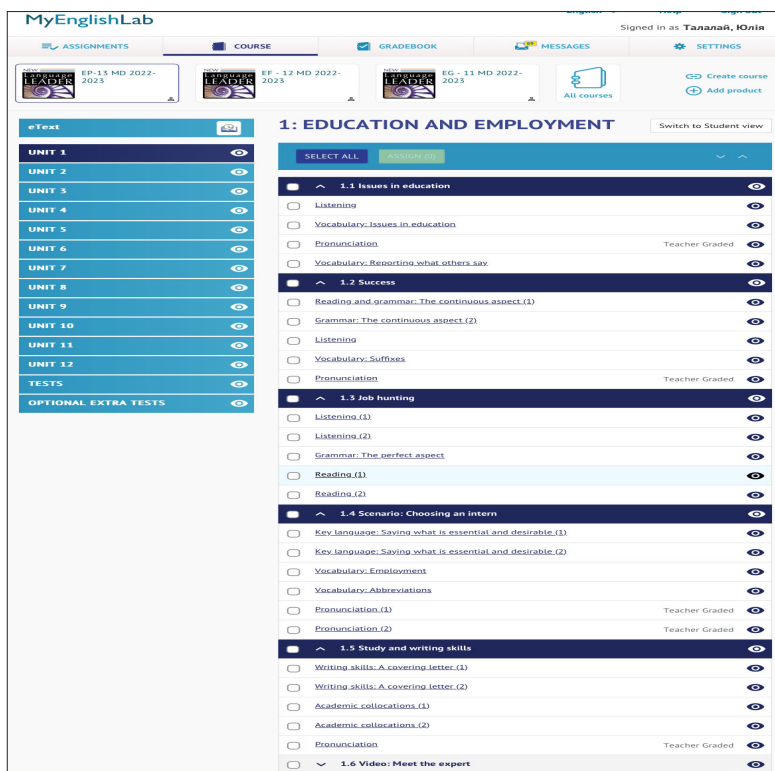 MyEnglishLab
Signed in as Талалай, Юлія
ASSIGNMENTS
COURSE
GRADEBOOK
MESSAGES
SETTINGS
NEW
Language
LEADER
EP-13 MD 2022-
2023
NEW
Language
LEADER
EF - 12 MD 2022-
2023
NEW
Language
LEADER
EG - 11 MD 2022-
2023
All courses
Create course
Add product
eText
UNIT 1
UNIT 2
UNIT 3
UNIT 4
UNIT 5
UNIT 6
UNIT 7
UNIT 8
UNIT 9
UNIT 10
UNIT 11
UNIT 12
TESTS
OPTIONAL EXTRA TESTS
1: EDUCATION AND EMPLOYMENT
Switch to Student view
SELECT ALL
ASSIGN (0)
1.1 Issues in education
Listening
Vocabulary: Issues in education
Pronunciation Teacher Graded
Vocabulary: Reporting what others say
1.2 Success
Reading and grammar: The continuous aspect (1)
Grammar: The continuous aspect (2)
Listening
Vocabulary: Suffixes
Pronunciation Teacher Graded
1.3 Job hunting
Listening (1)
Listening (2)
Grammar: The perfect aspect
Reading (1)
Reading (2)
1.4 Scenario: Choosing an intern
Key language: Saying what is essential and desirable (1)
Key language: Saying what is essential and desirable (2)
Vocabulary: Employment
Vocabulary: Abbreviations
Pronunciation (1) Teacher Graded
Pronunciation (2) Teacher Graded
1.5 Study and writing skills
Writing skills: A covering letter (1)
Writing skills: A covering letter (2)
Academic collocations (1)
Academic collocations (2)
Pronunciation Teacher Graded
1.6 Video: Meet the expert